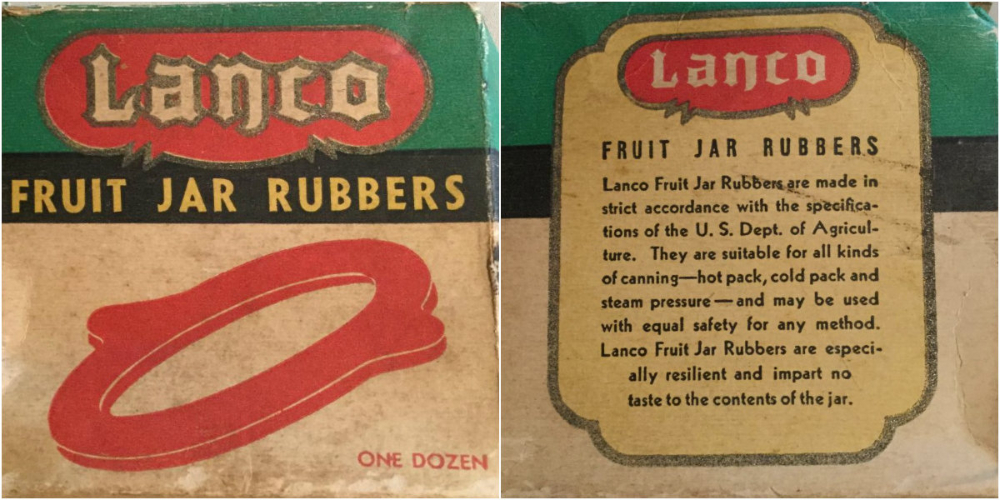 Lanco
FRUIT JAR RUBBERS
ONE DOZEN
Lanco
FRUIT JAR RUBBERS
Lanco Fruit Jar Rubbers are made in
strict accordance with the specifica-
tions of the U. S. Dept. of Agricul-
ture. They are suitable for all kinds
of canning—hot pack, cold pack and
steam pressure—and may be used
with equal safety for any method.
Lanco Fruit Jar Rubbers are especi-
ally resilient and impart no
taste to the contents of the jar.